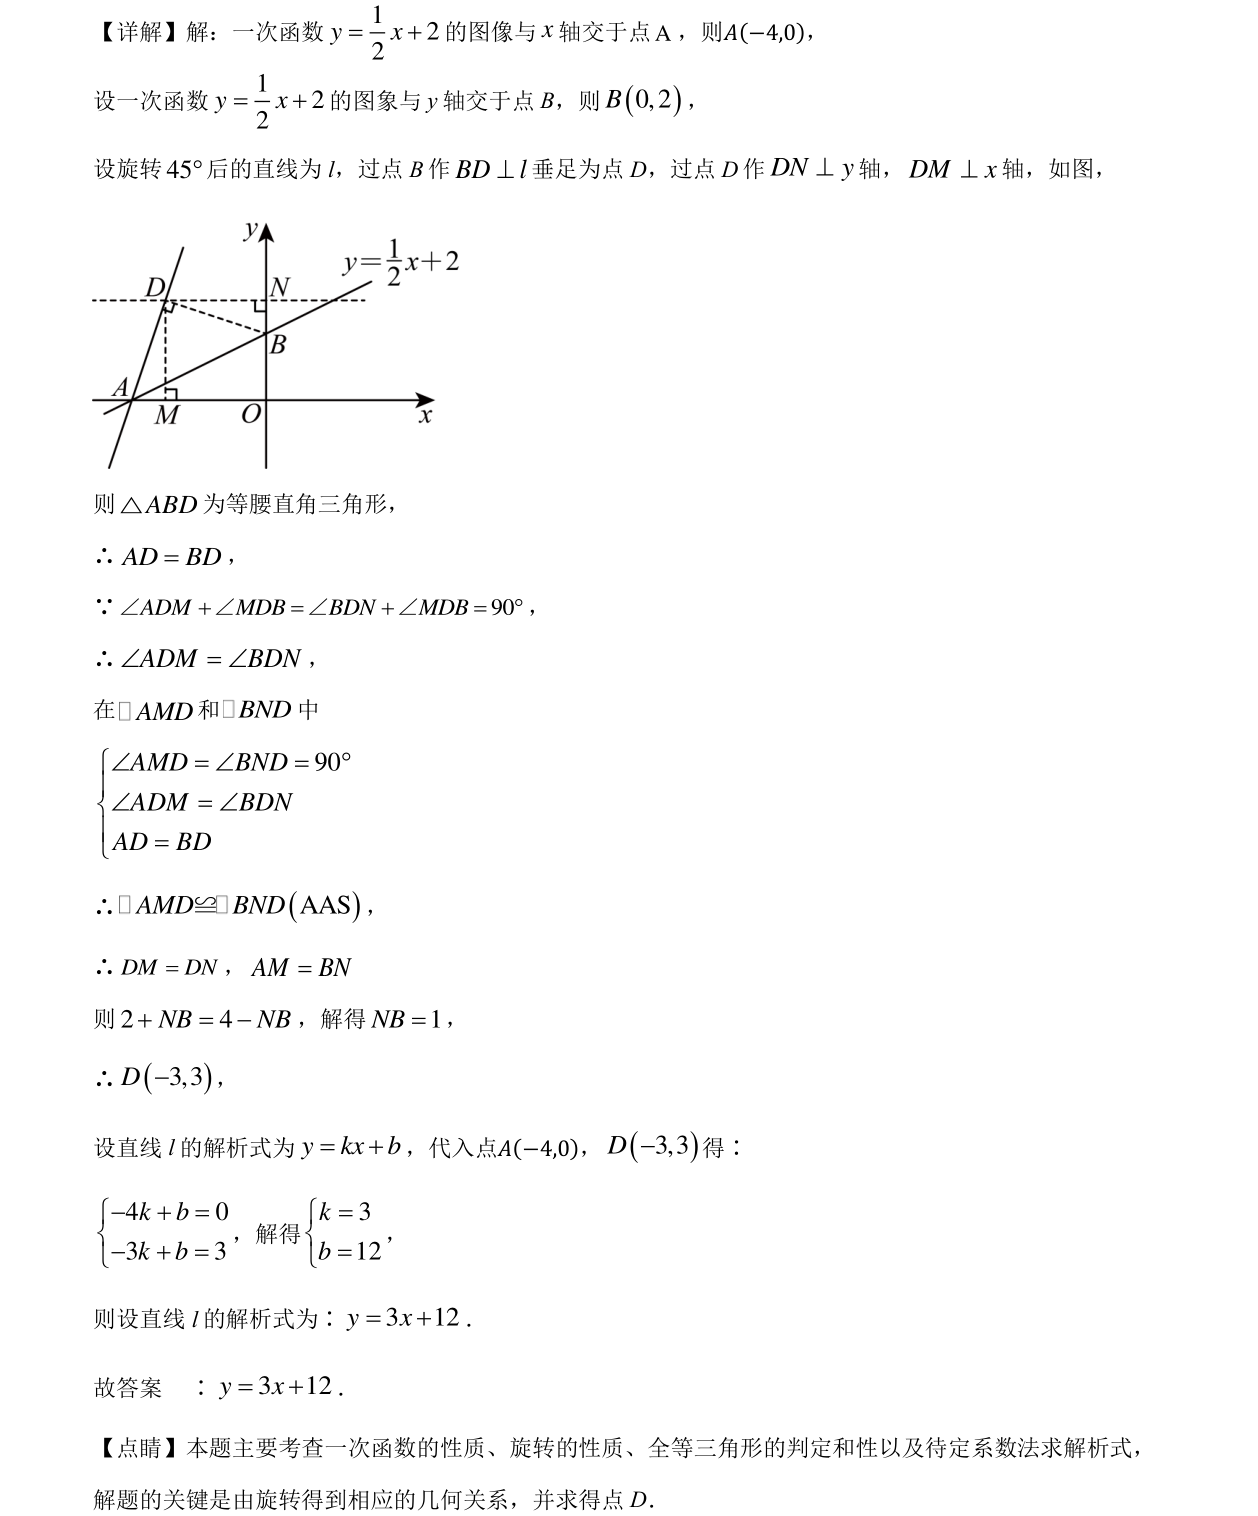 【详解】解：一次函数 y = 1/2 x + 2 的图像与 x 轴交于点 A ，则A(−4,0)，
设一次函数 y = 1/2 x + 2 的图象与 y 轴交于点 B，则 B(0,2)，
设旋转 45° 后的直线为 l，过点 B 作 BD ⊥ l 垂足为点 D，过点 D 作 DN ⊥ y 轴， DM ⊥ x 轴，如图，
y
y=1/2x+2
D
N
B
A
M
O
x
则 △ABD 为等腰直角三角形，
∴ AD = BD ，
∵ ∠ADM + ∠MDB = ∠BDN + ∠MDB = 90° ，
∴ ∠ADM = ∠BDN ，
在□ AMD 和□ BND 中
∠AMD = ∠BND = 90°
∠ADM = ∠BDN
AD = BD
∴□ AMD≌□ BND(AAS)，
∴ DM = DN ， AM = BN
则 2 + NB = 4 − NB ，解得 NB = 1 ，
∴ D(−3,3)，
设直线 l 的解析式为 y = kx + b ，代入点A(−4,0)， D(−3,3)得：
{−4k + b = 0 −3k + b = 3 ，解得 {k = 3 b = 12 ，
则设直线 l 的解析式为： y = 3x + 12 .
故答案 ： y = 3x + 12 .
【点睛】本题主要考查一次函数的性质、旋转的性质、全等三角形的判定和性以及待定系数法求解析式，
解题的关键是由旋转得到相应的几何关系，并求得点 D．